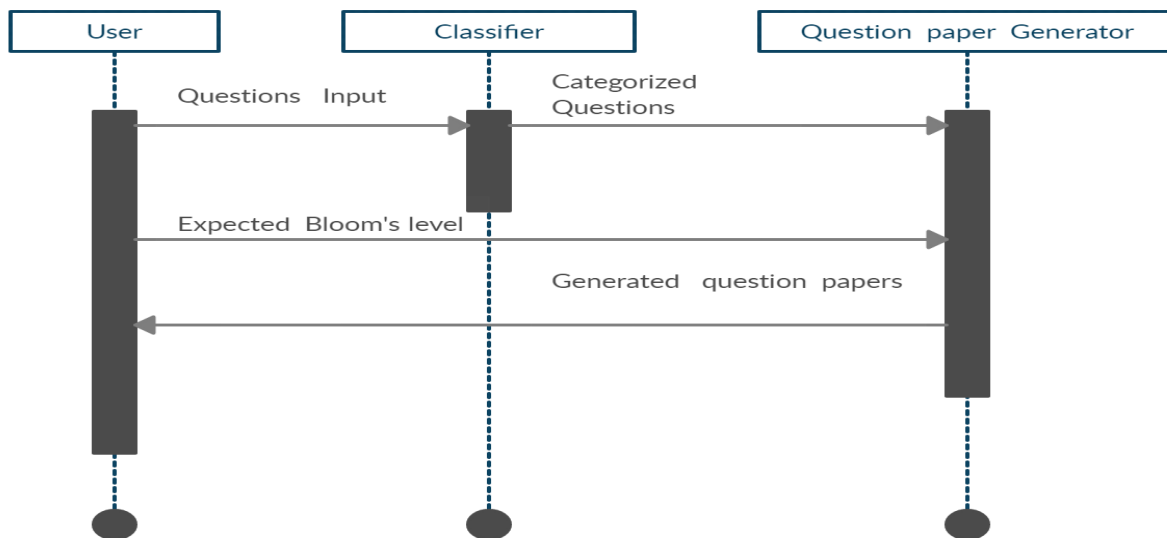 User
Classifier
Question paper Generator
Questions Input
Categorized
Questions
Expected Bloom's level
Generated question papers